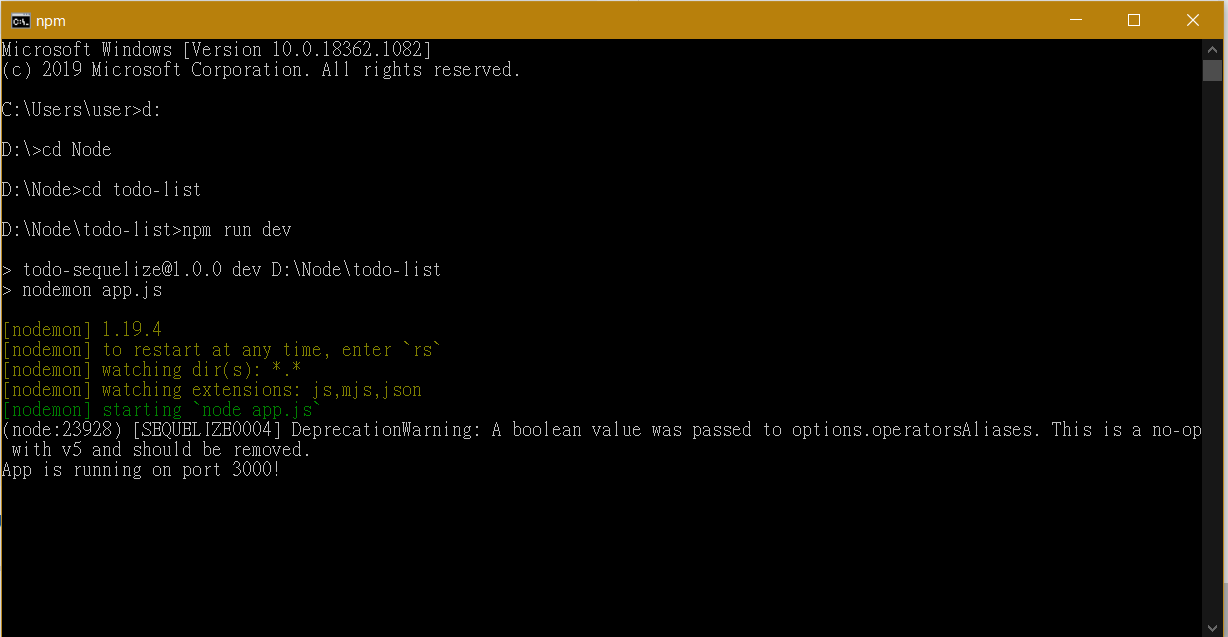 npm
Microsoft Windows [Version 10.0.18362.1082]
(c) 2019 Microsoft Corporation. All rights reserved.
C:\Users\user>d:
D:\>cd Node
D:\Node>cd todo-list
D:\Node\todo-list>npm run dev
> todo-sequelize@1.0.0 dev D:\Node\todo-list
> nodemon app.js
[nodemon] 1.19.4
[nodemon] to restart at any time, enter `rs`
[nodemon] watching dir(s): *.*
[nodemon] watching extensions: js,mjs,json
[nodemon] starting `node app.js`
(node:23928) [SEQUELIZE0004] DeprecationWarning: A boolean value was passed to options.operatorsAliases. This is a no-op
with v5 and should be removed.
App is running on port 3000!